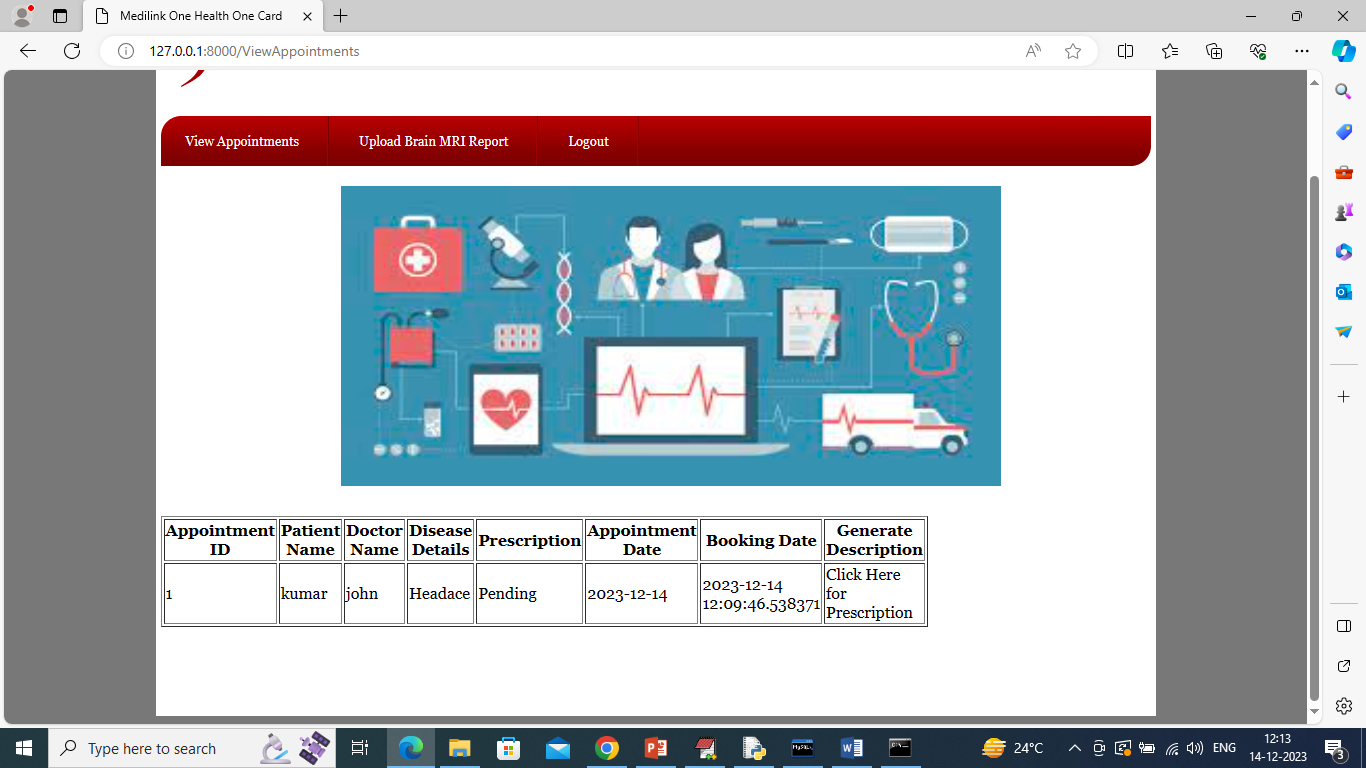 Medilink One Health One Card
127.0.0.1:8000/ViewAppointments
View Appointments Upload Brain MRI Report Logout
Appointment ID Patient Name Doctor Name Disease Details Prescription Appointment Date Booking Date Generate Description
1 kumar john Headace Pending 2023-12-14 2023-12-14 12:09:46.538371 Click Here for Prescription
Type here to search
24°C
ENG
12:13
14-12-2023
3